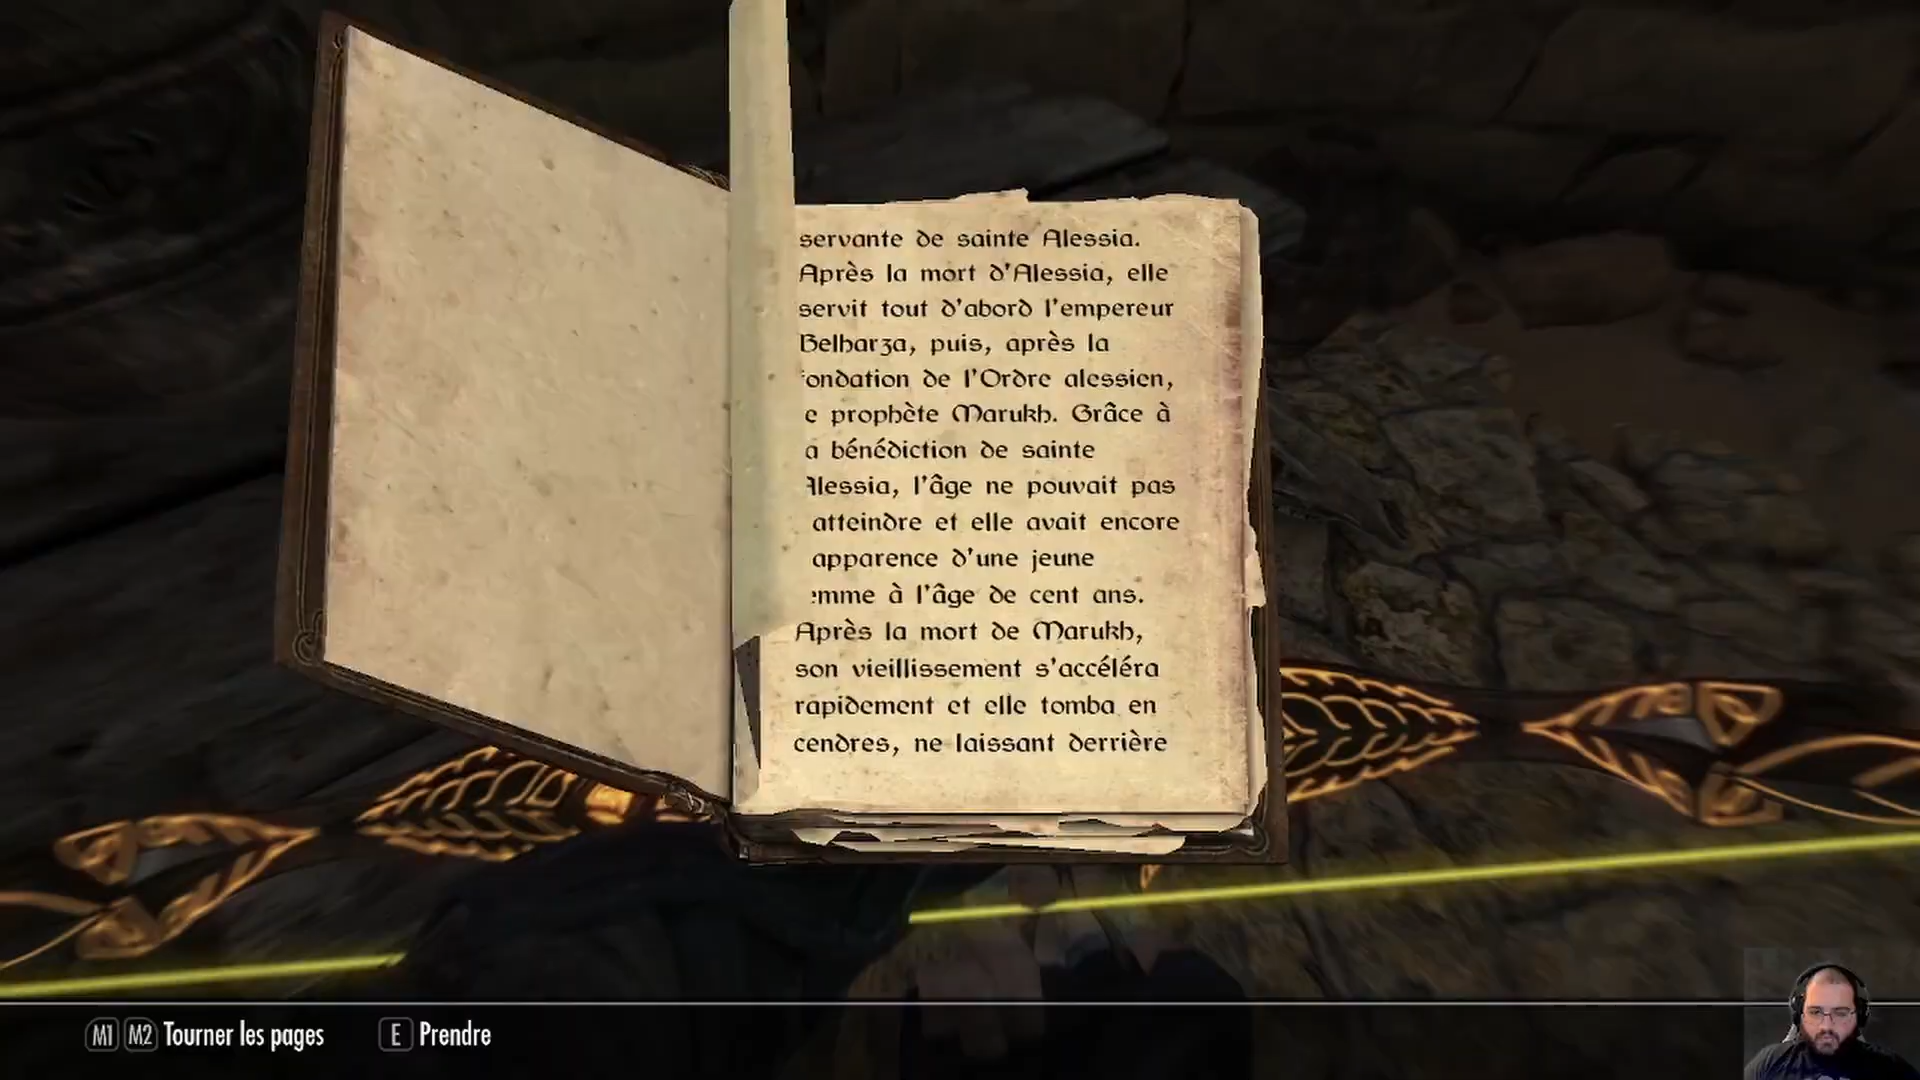 servante de sainte Alessia.
Après la mort d'Alessia, elle
servit tout d'abord l'empereur
Belharza, puis, après la
ondation de l'Ordre alessien,
e prophète Marukh. Grâce à
a bénédiction de sainte
lessia, l'âge ne pouvait pas
atteindre et elle avait encore
apparence d'une jeune
mme à l'âge de cent ans.
Après la mort de Marukh,
son vieillissement s'accéléra
rapidement et elle tomba en
cendres, ne laissant derrière
M1 M2 Tourner les pages E Prendre